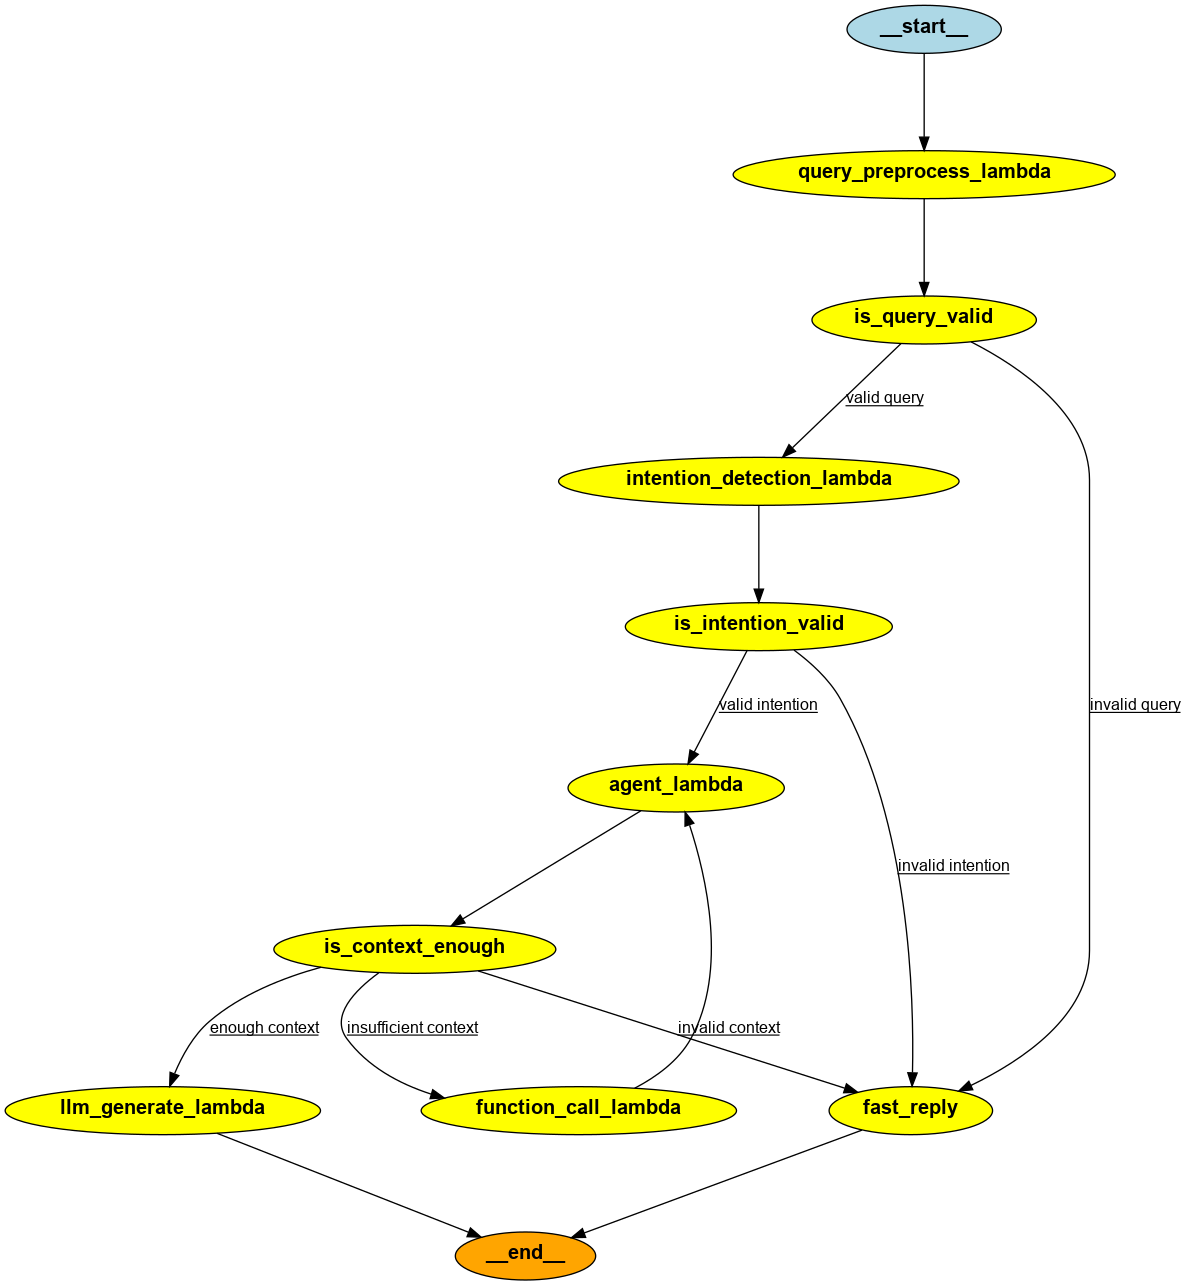 __start__
query_preprocess_lambda
is_query_valid
valid query
intention_detection_lambda
is_intention_valid
valid intention
invalid query
agent_lambda
invalid intention
is_context_enough
enough context
insufficient context
invalid context
llm_generate_lambda
function_call_lambda
fast_reply
__end__